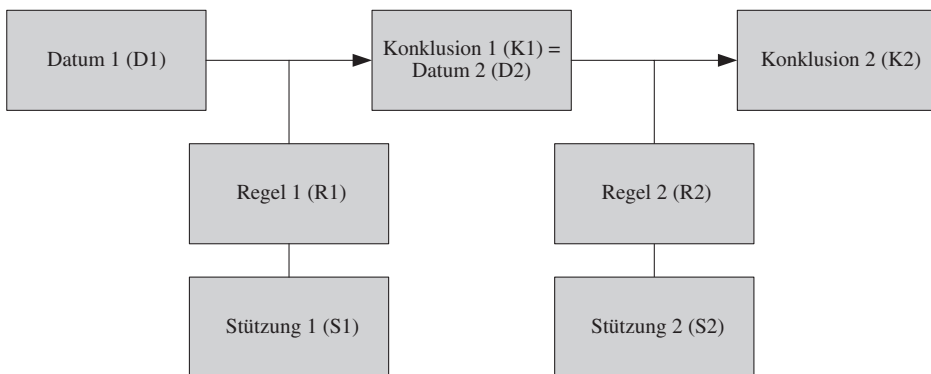 Datum 1 (D1)
Konklusion 1 (K1) =
Datum 2 (D2)
Konklusion 2 (K2)
Regel 1 (R1)
Regel 2 (R2)
Stützung 1 (S1)
Stützung 2 (S2)